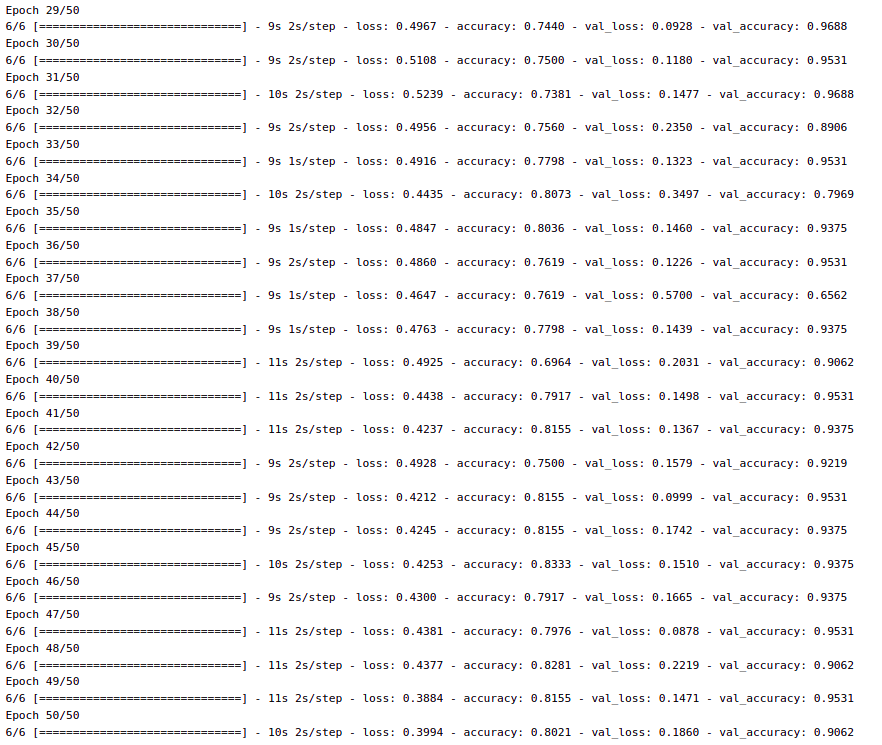 Epoch 29/50
6/6 [==============================] - 9s 2s/step - loss: 0.4967 - accuracy: 0.7440 - val_loss: 0.0928 - val_accuracy: 0.9688
Epoch 30/50
6/6 [==============================] - 9s 2s/step - loss: 0.5108 - accuracy: 0.7500 - val_loss: 0.1180 - val_accuracy: 0.9531
Epoch 31/50
6/6 [==============================] - 10s 2s/step - loss: 0.5239 - accuracy: 0.7381 - val_loss: 0.1477 - val_accuracy: 0.9688
Epoch 32/50
6/6 [==============================] - 9s 2s/step - loss: 0.4956 - accuracy: 0.7560 - val_loss: 0.2350 - val_accuracy: 0.8906
Epoch 33/50
6/6 [==============================] - 9s 1s/step - loss: 0.4916 - accuracy: 0.7798 - val_loss: 0.1323 - val_accuracy: 0.9531
Epoch 34/50
6/6 [==============================] - 10s 2s/step - loss: 0.4435 - accuracy: 0.8073 - val_loss: 0.3497 - val_accuracy: 0.7969
Epoch 35/50
6/6 [==============================] - 9s 1s/step - loss: 0.4847 - accuracy: 0.8036 - val_loss: 0.1460 - val_accuracy: 0.9375
Epoch 36/50
6/6 [==============================] - 9s 2s/step - loss: 0.4860 - accuracy: 0.7619 - val_loss: 0.1226 - val_accuracy: 0.9531
Epoch 37/50
6/6 [==============================] - 9s 1s/step - loss: 0.4647 - accuracy: 0.7619 - val_loss: 0.5700 - val_accuracy: 0.6562
Epoch 38/50
6/6 [==============================] - 9s 1s/step - loss: 0.4763 - accuracy: 0.7798 - val_loss: 0.1439 - val_accuracy: 0.9375
Epoch 39/50
6/6 [==============================] - 11s 2s/step - loss: 0.4925 - accuracy: 0.6964 - val_loss: 0.2031 - val_accuracy: 0.9062
Epoch 40/50
6/6 [==============================] - 11s 2s/step - loss: 0.4438 - accuracy: 0.7917 - val_loss: 0.1498 - val_accuracy: 0.9531
Epoch 41/50
6/6 [==============================] - 11s 2s/step - loss: 0.4237 - accuracy: 0.8155 - val_loss: 0.1367 - val_accuracy: 0.9375
Epoch 42/50
6/6 [==============================] - 9s 2s/step - loss: 0.4928 - accuracy: 0.7500 - val_loss: 0.1579 - val_accuracy: 0.9219
Epoch 43/50
6/6 [==============================] - 9s 2s/step - loss: 0.4212 - accuracy: 0.8155 - val_loss: 0.0999 - val_accuracy: 0.9531
Epoch 44/50
6/6 [==============================] - 9s 2s/step - loss: 0.4245 - accuracy: 0.8155 - val_loss: 0.1742 - val_accuracy: 0.9375
Epoch 45/50
6/6 [==============================] - 10s 2s/step - loss: 0.4253 - accuracy: 0.8333 - val_loss: 0.1510 - val_accuracy: 0.9375
Epoch 46/50
6/6 [==============================] - 9s 2s/step - loss: 0.4300 - accuracy: 0.7917 - val_loss: 0.1665 - val_accuracy: 0.9375
Epoch 47/50
6/6 [==============================] - 11s 2s/step - loss: 0.4381 - accuracy: 0.7976 - val_loss: 0.0878 - val_accuracy: 0.9531
Epoch 48/50
6/6 [==============================] - 11s 2s/step - loss: 0.4377 - accuracy: 0.8281 - val_loss: 0.2219 - val_accuracy: 0.9062
Epoch 49/50
6/6 [==============================] - 11s 2s/step - loss: 0.3884 - accuracy: 0.8155 - val_loss: 0.1471 - val_accuracy: 0.9531
Epoch 50/50
6/6 [==============================] - 10s 2s/step - loss: 0.3994 - accuracy: 0.8021 - val_loss: 0.1860 - val_accuracy: 0.9062